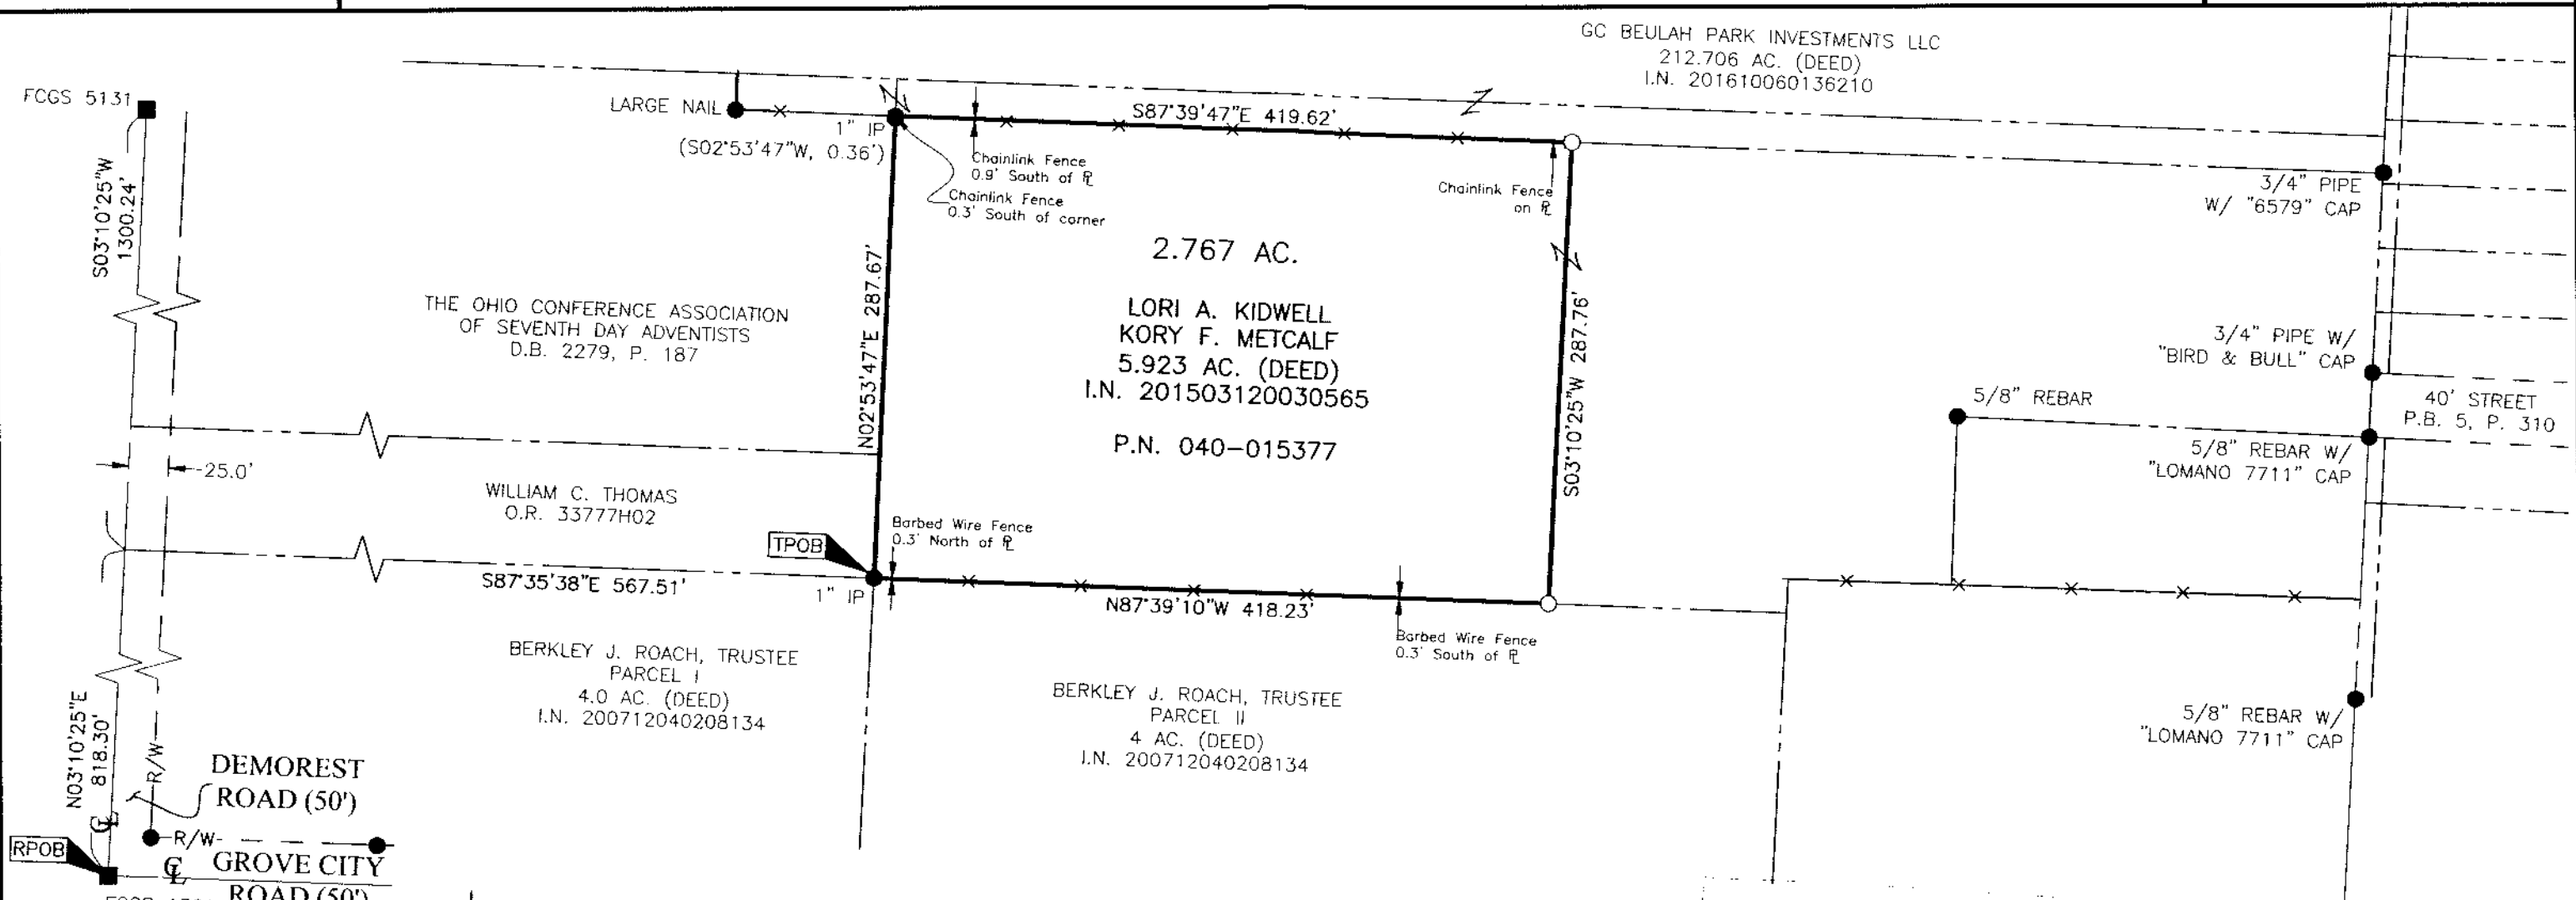 GC BEULAH PARK INVESTMENTS LLC
212.706 AC. (DEED)
I.N. 201610060136210
FCGS 5131
LARGE NAIL
1" IP
(S02°53'47"W, 0.36')
S87°39'47"E 419.62'
Chainlink Fence
0.9' South of ℄
Chainlink Fence
0.3' South of corner
Chainlink Fence
on ℄
3/4" PIPE
W/ "6579" CAP
S03°10'25"W
1300.24'
2.767 AC.
LORI A. KIDWELL
KORY F. METCALF
5.923 AC. (DEED)
I.N. 201503120030565
P.N. 040-015377
THE OHIO CONFERENCE ASSOCIATION
OF SEVENTH DAY ADVENTISTS
D.B. 2279, P. 187
N02°53'47"E 287.67'
S03°10'25"W 287.76'
3/4" PIPE W/
"BIRD & BULL" CAP
5/8" REBAR
40' STREET
P.B. 5, P. 310
5/8" REBAR W/
"LOMANO 7711" CAP
25.0'
WILLIAM C. THOMAS
O.R. 33777H02
TPOB
Barbed Wire Fence
0.3' North of ℄
S87°35'38"E 567.51'
1" IP
N87°39'10"W 418.23'
Barbed Wire Fence
0.3' South of ℄
BERKLEY J. ROACH, TRUSTEE
PARCEL I
4.0 AC. (DEED)
I.N. 200712040208134
BERKLEY J. ROACH, TRUSTEE
PARCEL II
4 AC. (DEED)
I.N. 200712040208134
5/8" REBAR W/
"LOMANO 7711" CAP
N03°10'25"E
818.30'
R/W
DEMOREST
ROAD (50')
℄
R/W
RPOB
℄ GROVE CITY
ROAD (50')